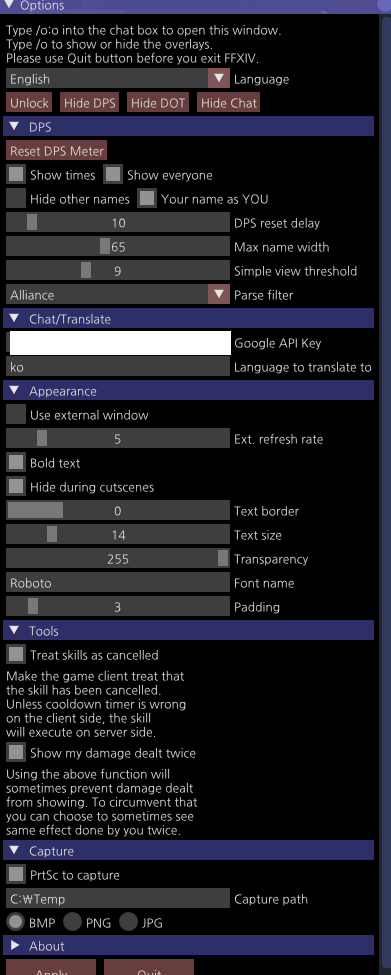 Options
Type /o:o into the chat box to open this window.
Type /o to show or hide the overlays.
Please use Quit button before you exit FFXIV.
English Language
Unlock Hide DPS Hide DOT Hide Chat
DPS
Reset DPS Meter
Show times Show everyone
Hide other names Your name as YOU
10 DPS reset delay
65 Max name width
9 Simple view threshold
Alliance Parse filter
Chat/Translate
Google API Key
ko Language to translate to
Appearance
Use external window
5 Ext. refresh rate
Bold text
Hide during cutscenes
0 Text border
14 Text size
255 Transparency
Roboto Font name
3 Padding
Tools
Treat skills as cancelled
Make the game client treat that
the skill has been cancelled.
Unless cooldown timer is wrong
on the client side, the skill
will execute on server side.
Show my damage dealt twice
Using the above function will
sometimes prevent damage dealt
from showing. To circumvent that
you can choose to sometimes see
same effect done by you twice.
Capture
PrtSc to capture
C:₩Temp Capture path
BMP PNG JPG
About
Apply Quit